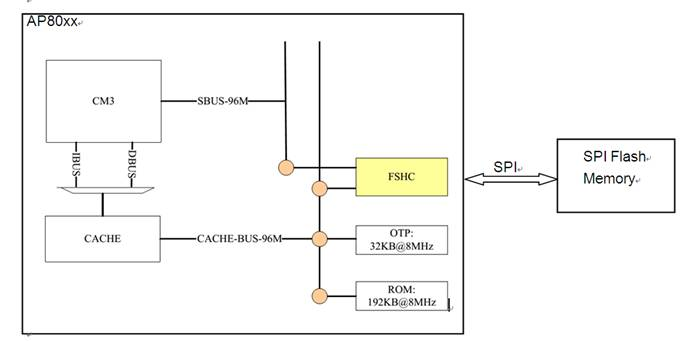 AP80xx
CM3
SBUS-96M
IBUS
DBUS
FSHC
SPI
SPI Flash
Memory
CACHE
CACHE-BUS-96M
OTP:
32KB@8MHz
ROM:
192KB@8MHz